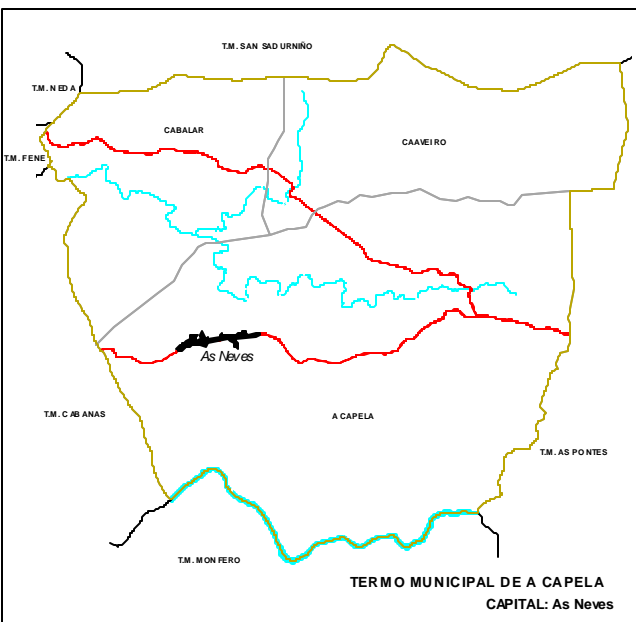 T.M. SAN SADURNIÑO
T.M. NEDA
CABALAR
CAAVEIRO
T.M. FENE
As Neves
T.M. CABANAS
A CAPELA
T.M. AS PONTES
T.M. MONFERO
TERMO MUNICIPAL DE A CAPELA
CAPITAL: As Neves